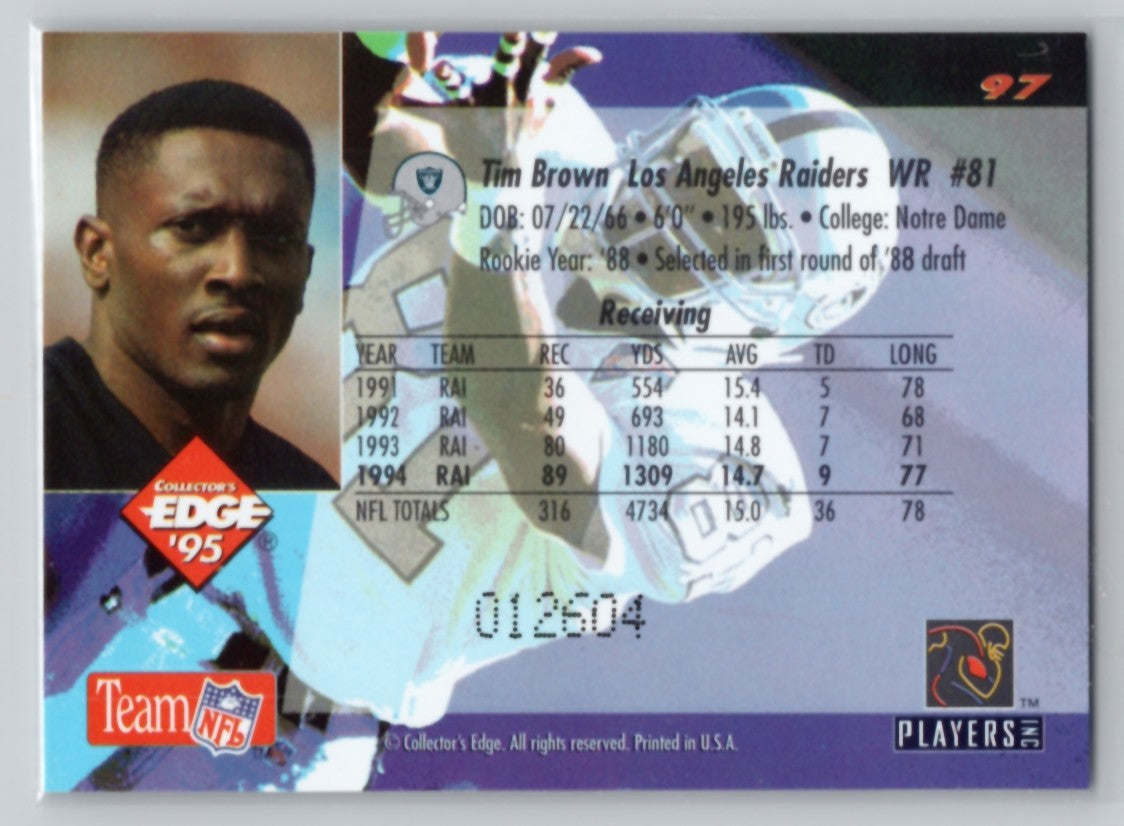 97
Tim Brown Los Angeles Raiders WR #81
DOB: 07/22/66 • 6'0" • 195 lbs. • College: Notre Dame
Rookie Year: '88 • Selected in first round of '88 draft
Receiving
YEAR TEAM REC YDS AVG TD LONG
1991 RAI 36 554 15.4 5 78
1992 RAI 49 693 14.1 7 68
1993 RAI 80 1180 14.8 7 71
1994 RAI 89 1309 14.7 9 77
NFL TOTALS 316 4734 15.0 36 78
COLLECTOR'S
EDGE
'95 ®
012604
Team NFL
TM
PLAYERS INC
© Collector's Edge. All rights reserved. Printed in U.S.A.